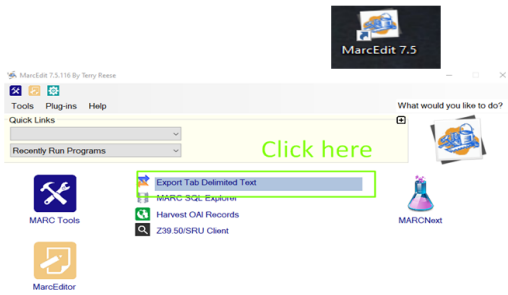 MarcEdit 7.5
MarcEdit 7.5.116 By Terry Reese
Tools Plug-ins Help
What would you like to do?
Quick Links
Recently Run Programs
Click here
Export Tab Delimited Text
MARC SQL Explorer
Harvest OAI Records
Z39.50/SRU Client
MARC Tools
MARCNext
MarcEditor